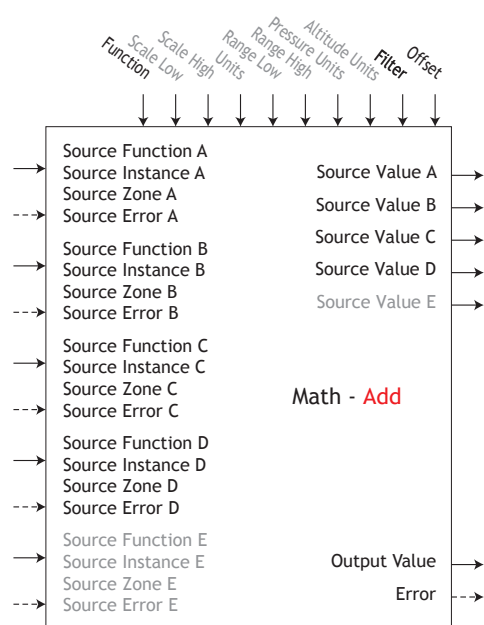 Function
Scale Low
Scale High
Units
Range Low
Range High
Pressure Units
Altitude Units
Filter
Offset
Source Function A
Source Instance A
Source Zone A
Source Error A
Source Function B
Source Instance B
Source Zone B
Source Error B
Source Function C
Source Instance C
Source Zone C
Source Error C
Source Function D
Source Instance D
Source Zone D
Source Error D
Source Function E
Source Instance E
Source Zone E
Source Error E
Source Value A
Source Value B
Source Value C
Source Value D
Source Value E
Math - Add
Output Value
Error